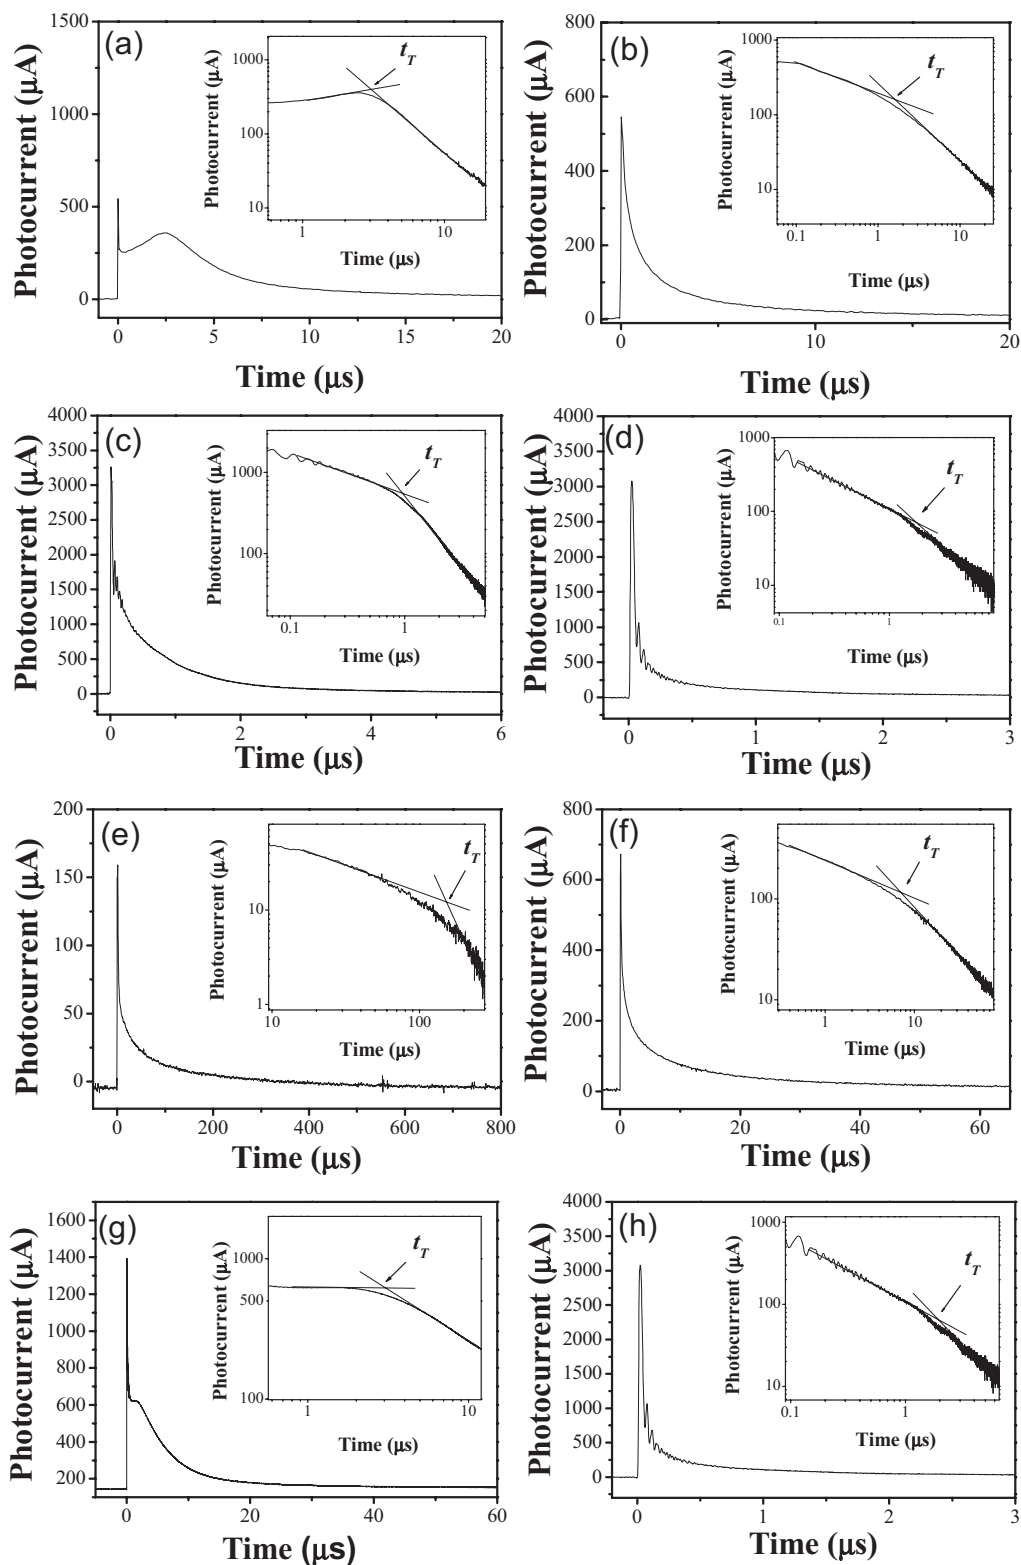 (a)
Photocurrent (μA)
1500
1000
500
0
0 5 10 15 20
Time (μs)
Photocurrent (μA)
1000
100
10
1 10
Time (μs)
t_T
(b)
Photocurrent (μA)
800
600
400
200
0
0 10 20
Time (μs)
Photocurrent (μA)
1000
100
10
0.1 1 10
Time (μs)
t_T
(c)
Photocurrent (μA)
4000
3500
3000
2500
2000
1500
1000
500
0
0 2 4 6
Time (μs)
Photocurrent (μA)
1000
100
0.1 1
Time (μs)
t_T
(d)
Photocurrent (μA)
4000
3500
3000
2500
2000
1500
1000
500
0
0 1 2 3
Time (μs)
Photocurrent (μA)
1000
100
10
0.1 1
Time (μs)
t_T
(e)
Photocurrent (μA)
200
150
100
50
0
0 200 400 600 800
Time (μs)
Photocurrent (μA)
10
1
10 100
Time (μs)
t_T
(f)
Photocurrent (μA)
800
600
400
200
0
0 20 40 60
Time (μs)
Photocurrent (μA)
100
10
1 10
Time (μs)
t_T
(g)
Photocurrent (μA)
1600
1400
1200
1000
800
600
400
200
0 20 40 60
Time (μs)
Photocurrent (μA)
1000
500
100
1 10
Time (μs)
t_T
(h)
Photocurrent (μA)
4000
3500
3000
2500
2000
1500
1000
500
0
0 1 2 3
Time (μs)
Photocurrent (μA)
1000
100
10
0.1 1
Time (μs)
t_T